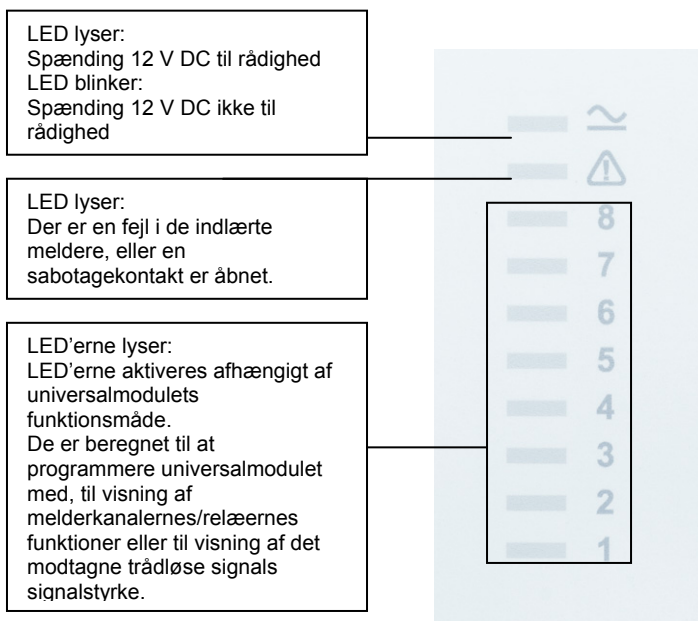 LED lyser:
Spænding 12 V DC til rådighed
LED blinker:
Spænding 12 V DC ikke til
rådighed
LED lyser:
Der er en fejl i de indlærte
meldere, eller en
sabotagekontakt er åbnet.
LED’erne lyser:
LED’erne aktiveres afhængigt af
universalmodulets
funktionsmåde.
De er beregnet til at
programmere universalmodulet
med, til visning af
melderkanalernes/relæernes
funktioner eller til visning af det
modtagne trådløse signals
signalstyrke.
8
7
6
5
4
3
2
1